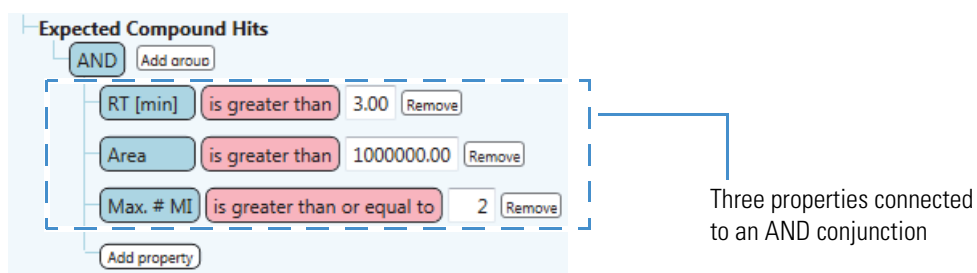 Expected Compound Hits
AND Add group
RT [min] is greater than 3.00 Remove
Area is greater than 1000000.00 Remove
Max. # MI is greater than or equal to 2 Remove
Add property
Three properties connected
to an AND conjunction